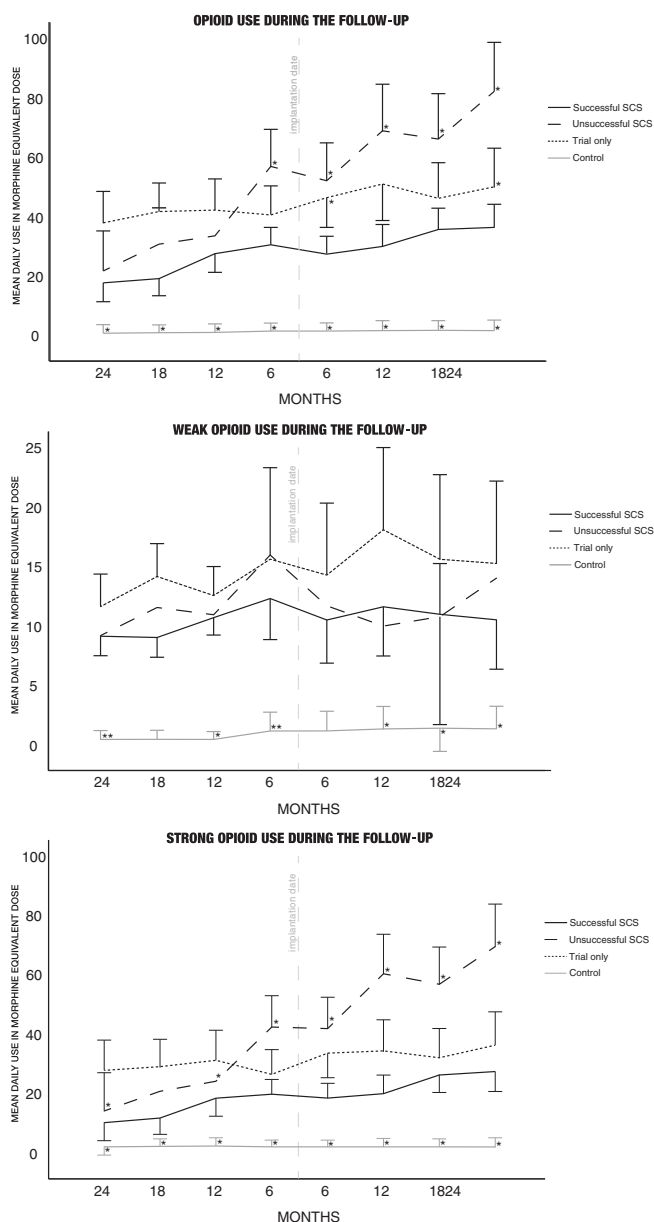 OPIOID USE DURING THE FOLLOW-UP
MEAN DAILY USE IN MORPHINE EQUIVALENT DOSE
100
80
60
40
20
0
implantation date
Successful SCS
Unsuccessful SCS
Trial only
Control
* * * * * * * *
* * * * *
* *
24 18 12 6 6 12 1824
MONTHS
WEAK OPIOID USE DURING THE FOLLOW-UP
MEAN DAILY USE IN MORPHINE EQUIVALENT DOSE
25
20
15
10
5
0
implantation date
Successful SCS
Unsuccessful SCS
Trial only
Control
** * ** * * *
24 18 12 6 6 12 1824
MONTHS
STRONG OPIOID USE DURING THE FOLLOW-UP
MEAN DAILY USE IN MORPHINE EQUIVALENT DOSE
100
80
60
40
20
0
implantation date
Successful SCS
Unsuccessful SCS
Trial only
Control
* * * * * * *
* * * * * * * *
24 18 12 6 6 12 1824
MONTHS